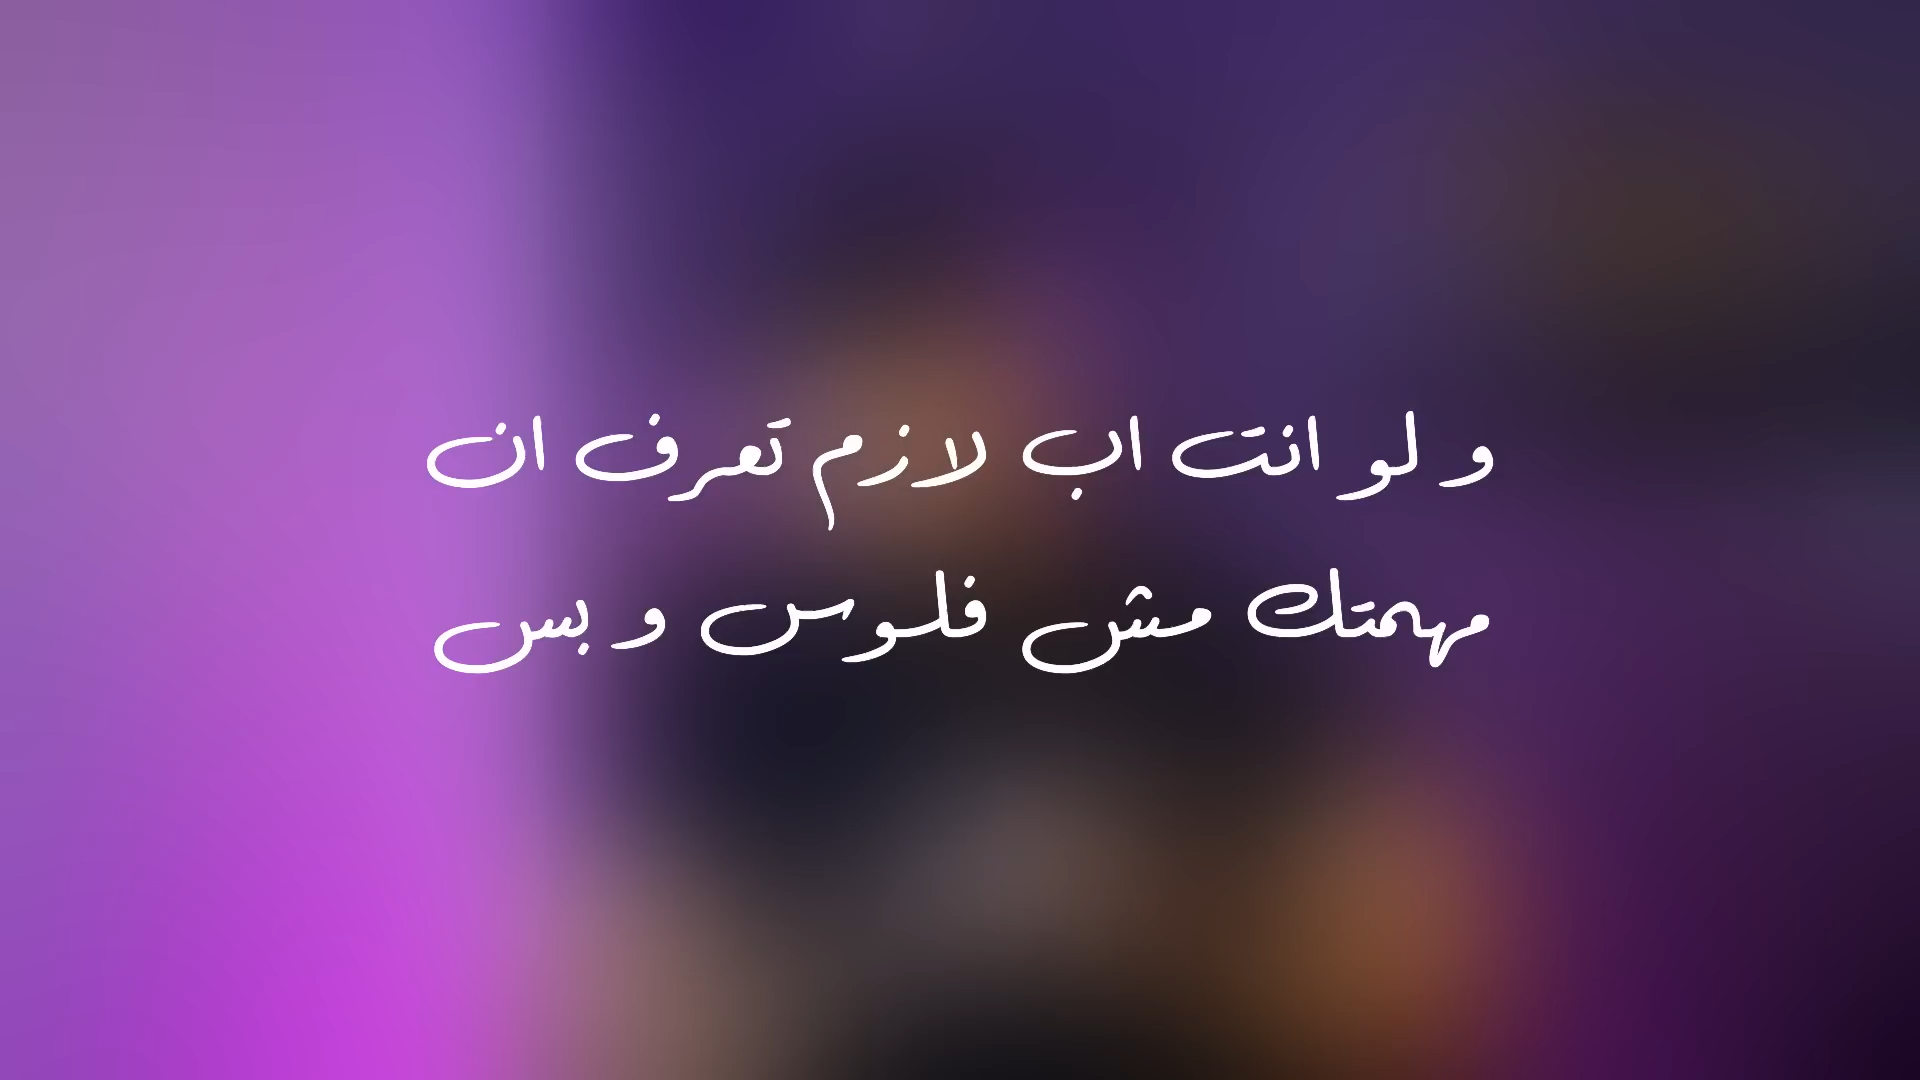 و لو انت اب لازم تعرف ان
مهمتك مش فلوس و بس